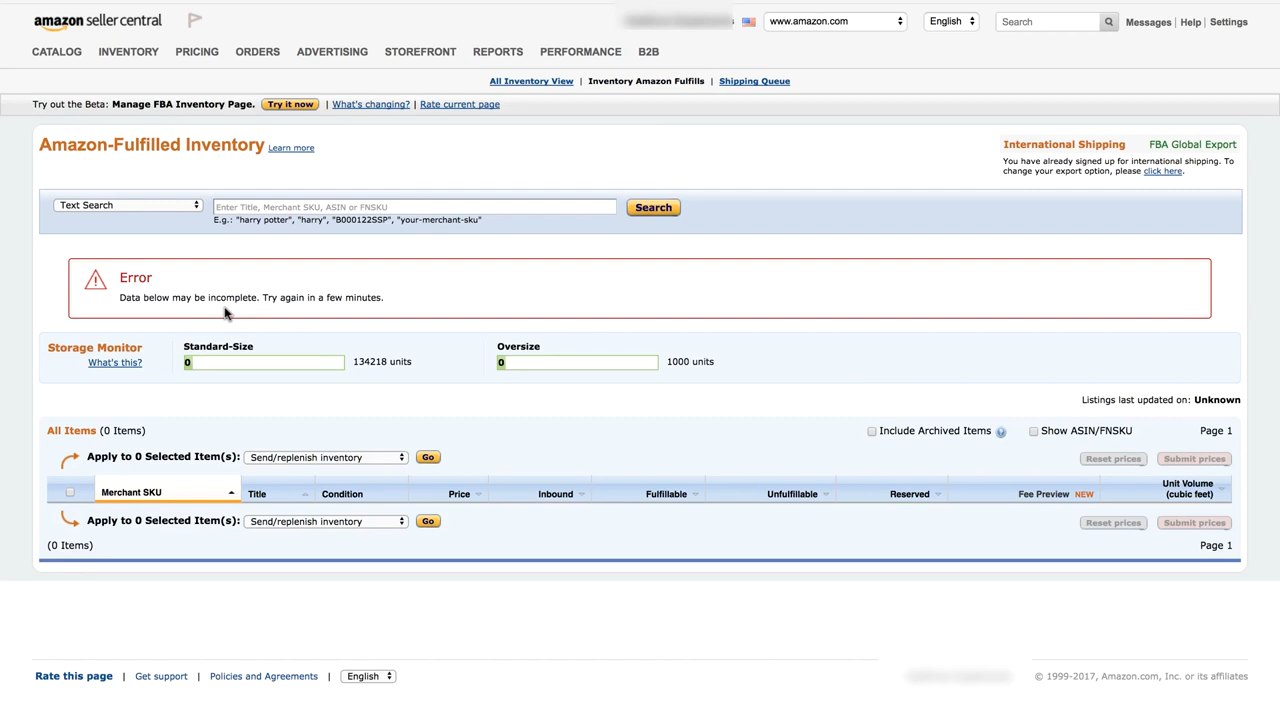 amazon seller central
www.amazon.com
English
Search
Messages | Help | Settings
CATALOG INVENTORY PRICING ORDERS ADVERTISING STOREFRONT REPORTS PERFORMANCE B2B
All Inventory View | Inventory Amazon Fulfills | Shipping Queue
Try out the Beta: Manage FBA Inventory Page. Try it now | What's changing? | Rate current page
Amazon-Fulfilled Inventory Learn more
International Shipping FBA Global Export
You have already signed up for international shipping. To
change your export option, please click here.
Text Search Enter Title, Merchant SKU, ASIN or FNSKU Search
E.g.: "harry potter", "harry", "B000122SSP", "your-merchant-sku"
Error
Data below may be incomplete. Try again in a few minutes.
Storage Monitor
What's this?
Standard-Size
0 134218 units
Oversize
0 1000 units
Listings last updated on: Unknown
All Items (0 Items) Include Archived Items ? Show ASIN/FNSKU Page 1
Apply to 0 Selected Item(s): Send/replenish inventory Go Reset prices Submit prices
Merchant SKU Title Condition Price Inbound Fulfillable Unfulfillable Reserved Fee Preview NEW Unit Volume
(cubic feet)
Apply to 0 Selected Item(s): Send/replenish inventory Go Reset prices Submit prices
(0 Items) Page 1
Rate this page | Get support | Policies and Agreements | English
© 1999-2017, Amazon.com, Inc. or its affiliates